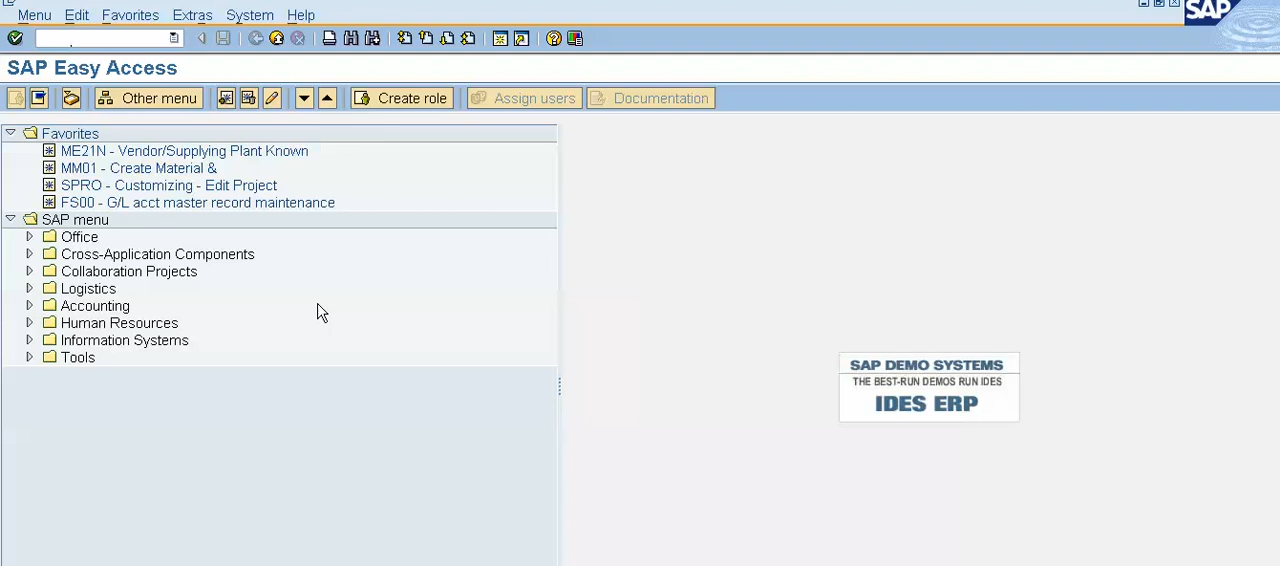 Menu Edit Favorites Extras System Help
SAP
SAP Easy Access
Other menu Create role Assign users Documentation
Favorites
ME21N - Vendor/Supplying Plant Known
MM01 - Create Material &
SPRO - Customizing - Edit Project
FS00 - G/L acct master record maintenance
SAP menu
Office
Cross-Application Components
Collaboration Projects
Logistics
Accounting
Human Resources
Information Systems
Tools
SAP DEMO SYSTEMS
THE BEST-RUN DEMOS RUN IDES
IDES ERP